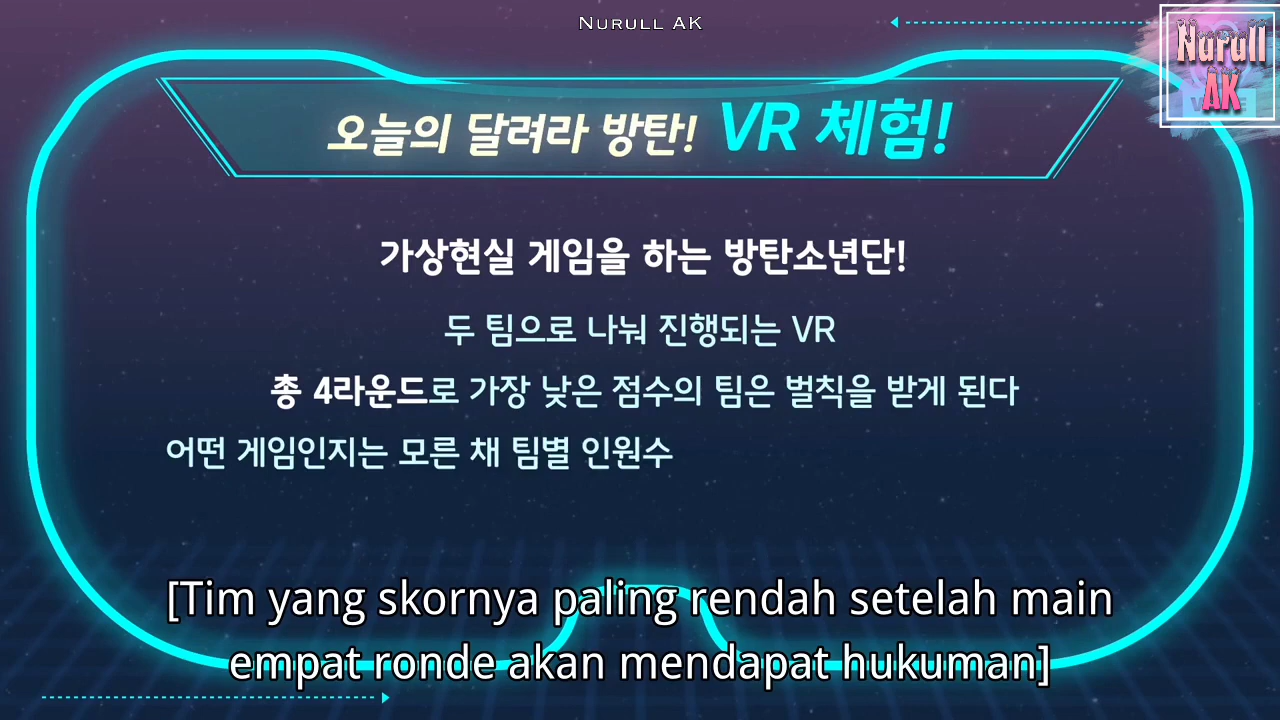 NURULL AK
Nurull
AK
오늘의 달려라 방탄! VR 체험!
가상현실 게임을 하는 방탄소년단!
두 팀으로 나눠 진행되는 VR
총 4라운드로 가장 낮은 점수의 팀은 벌칙을 받게 된다
어떤 게임인지는 모른 채 팀별 인원수
[Tim yang skornya paling rendah setelah main
empat ronde akan mendapat hukuman]